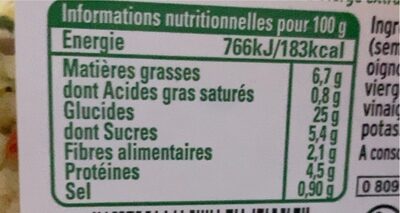 Informations nutritionnelles pour 100 g
Energie 766kJ/183kcal
Matières grasses 6,7 g
dont Acides gras saturés 0,8 g
Glucides 25 g
dont Sucres 5,4 g
Fibres alimentaires 2,1 g
Protéines 4,5 g
Sel 0,90 g
Ingr
(sem
oigno
vierg
vinaig
potas
A conso
0 809